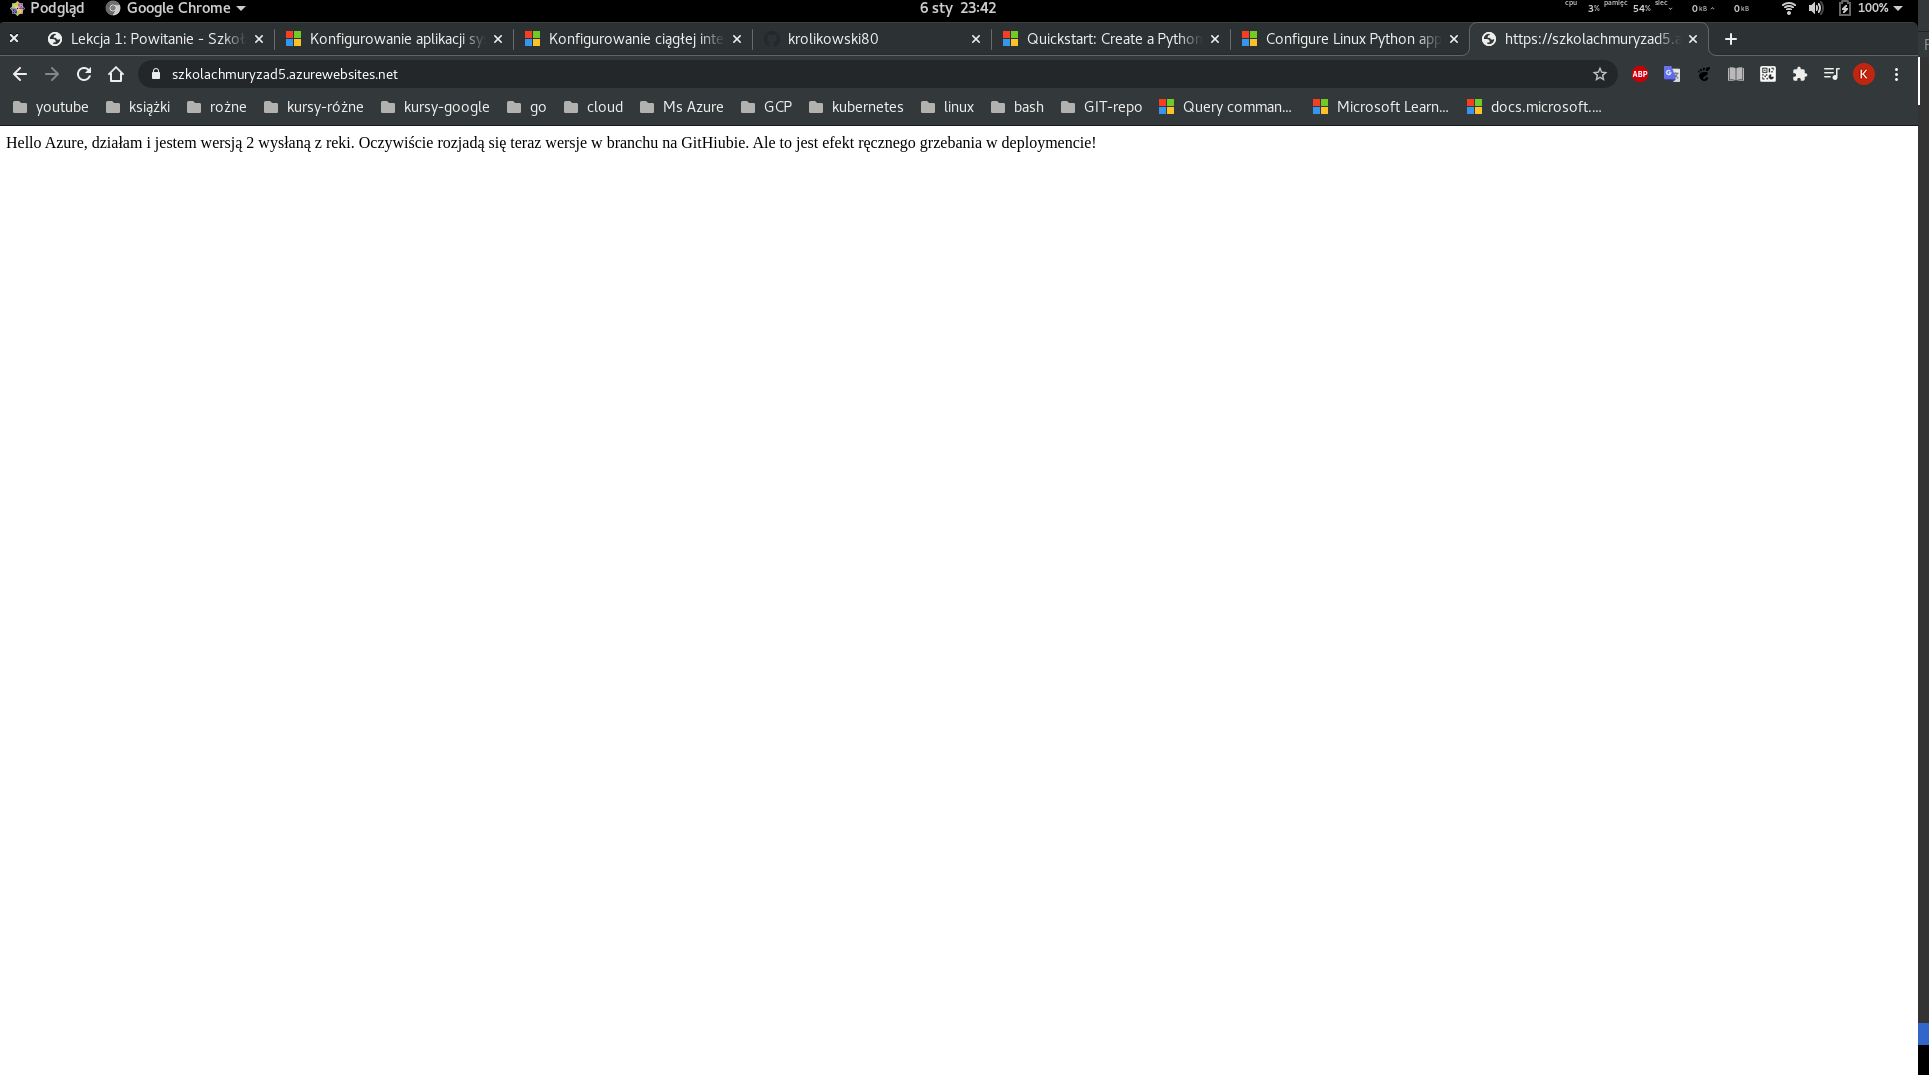 Podgląd Google Chrome 6 sty 23:42 cpu 3% pamięc 54% siec 0 kB 0 kB 100%
Lekcja 1: Powitanie - Szko Konfigurowanie aplikacji sy Konfigurowanie ciągłej inte krolikowski80 Quickstart: Create a Python Configure Linux Python app https://szkolachmuryzad5.
szkolachmuryzad5.azurewebsites.net ABP K
youtube książki rożne kursy-różne kursy-google go cloud Ms Azure GCP kubernetes linux bash GIT-repo Query comman... Microsoft Learn... docs.microsoft....
Hello Azure, działam i jestem wersją 2 wysłaną z reki. Oczywiście rozjadą się teraz wersje w branchu na GitHiubie. Ale to jest efekt ręcznego grzebania w deploymencie!